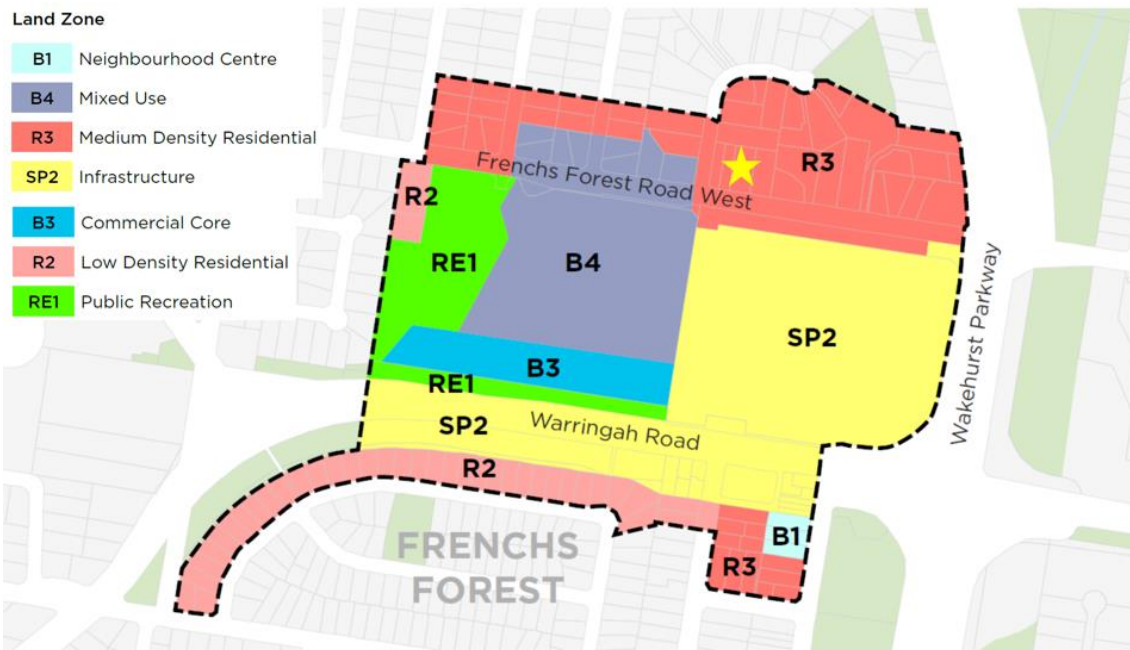 Land Zone
B1 Neighbourhood Centre
B4 Mixed Use
R3 Medium Density Residential
SP2 Infrastructure
B3 Commercial Core
R2 Low Density Residential
RE1 Public Recreation
Frenchs Forest Road West
R3
R2
RE1
B4
SP2
Wakehurst Parkway
B3
RE1
SP2
Warringah Road
R2
B1
R3
FRENCHS
FOREST